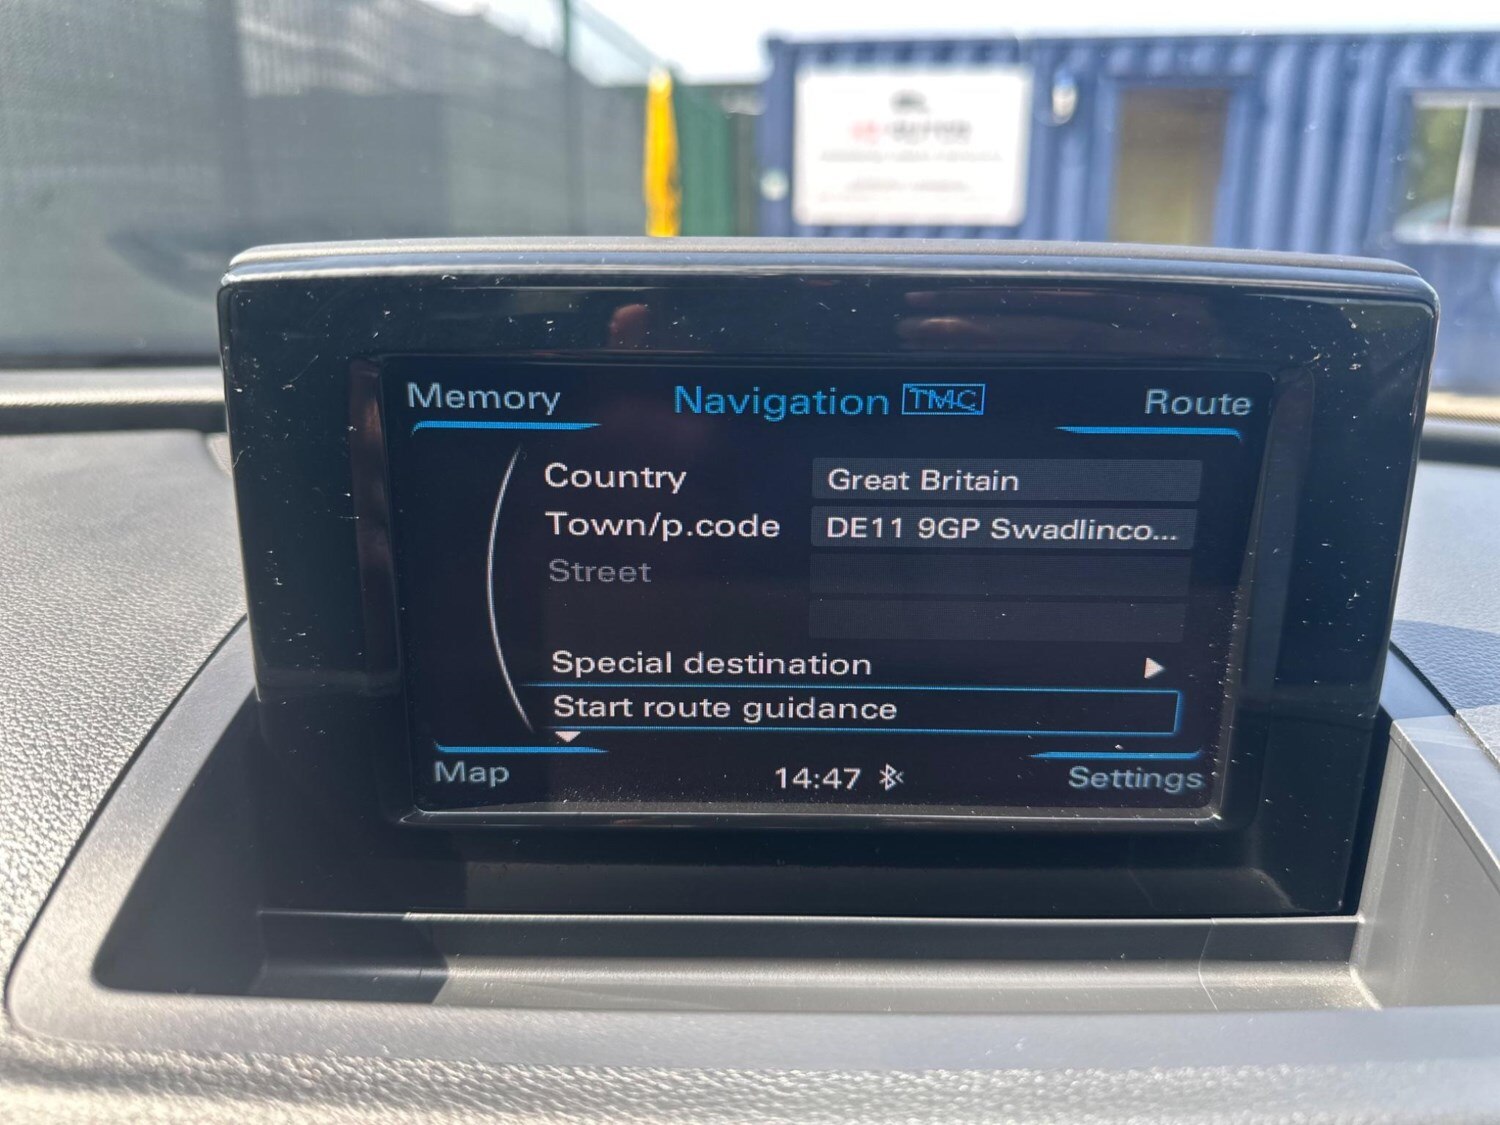 Memory Navigation TMC Route
Country Great Britain
Town/p.code DE11 9GP Swadlinco...
Street
Special destination
Start route guidance
Map 14:47 Settings